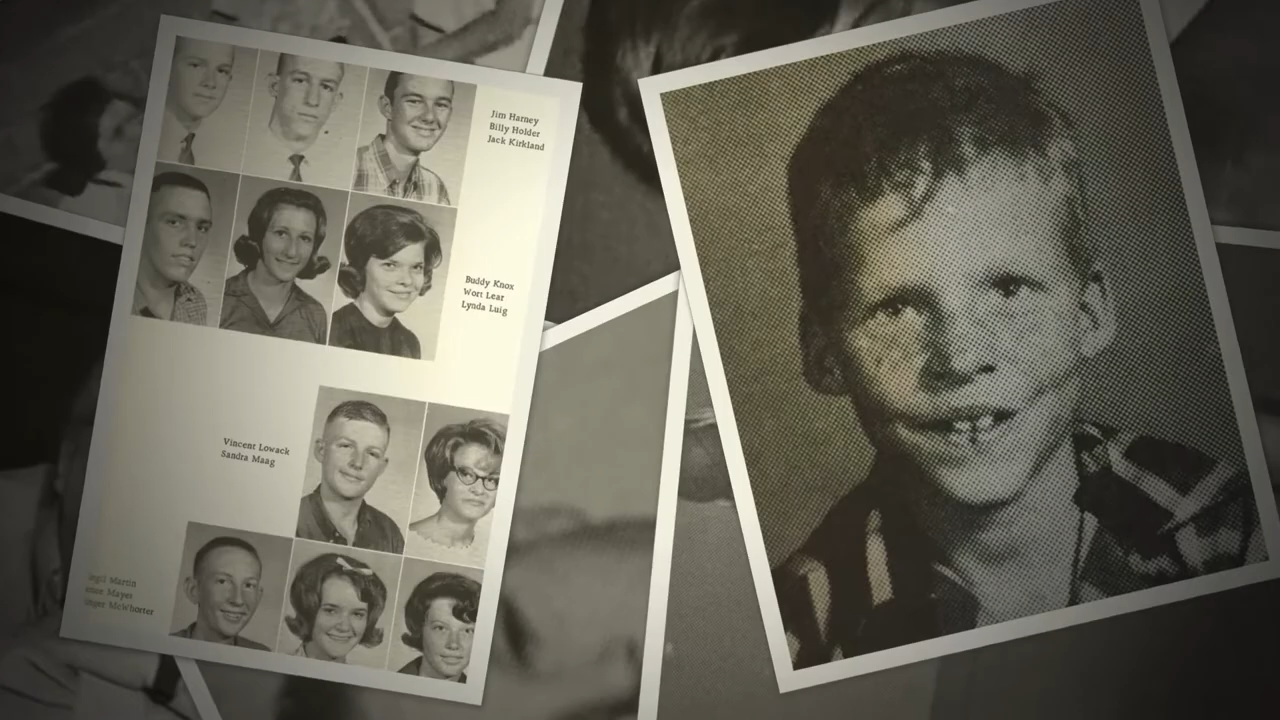 Jim Harney
Billy Holder
Jack Kirkland
Buddy Knox
Wort Lear
Lynda Luig
Vincent Lowack
Sandra Maag
Martin
Mayes
McWhorter